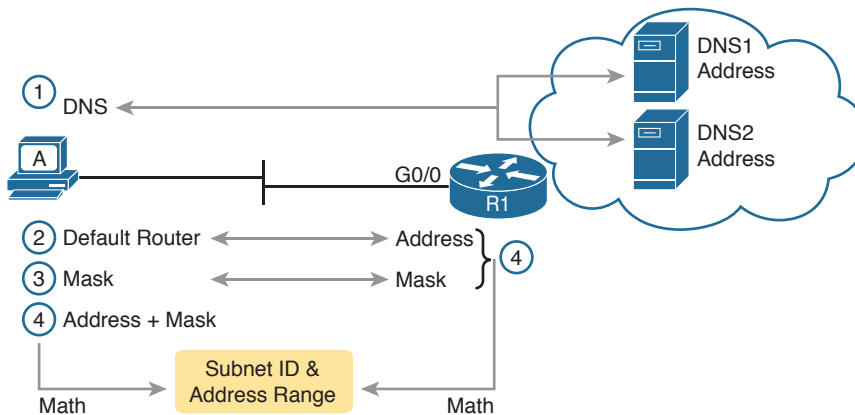 DNS1
Address
1
DNS
DNS2
Address
A
G0/0
R1
2 Default Router
Address
4
3 Mask
Mask
4 Address + Mask
Subnet ID &
Address Range
Math
Math